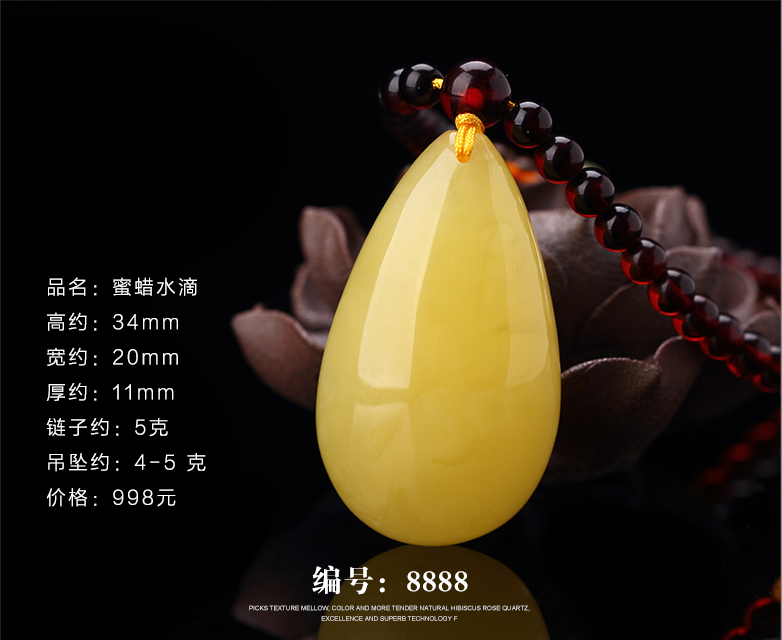 品名：蜜蜡水滴
高约：34mm
宽约：20mm
厚约：11mm
链子约：5克
吊坠约：4-5 克
价格：998元
编号：8888
PICKS TEXTURE MELLOW, COLOR AND MORE TENDER NATURAL HIBISCUS ROSE QUARTZ,
EXCELLENCE AND SUPERB TECHNOLOGY F